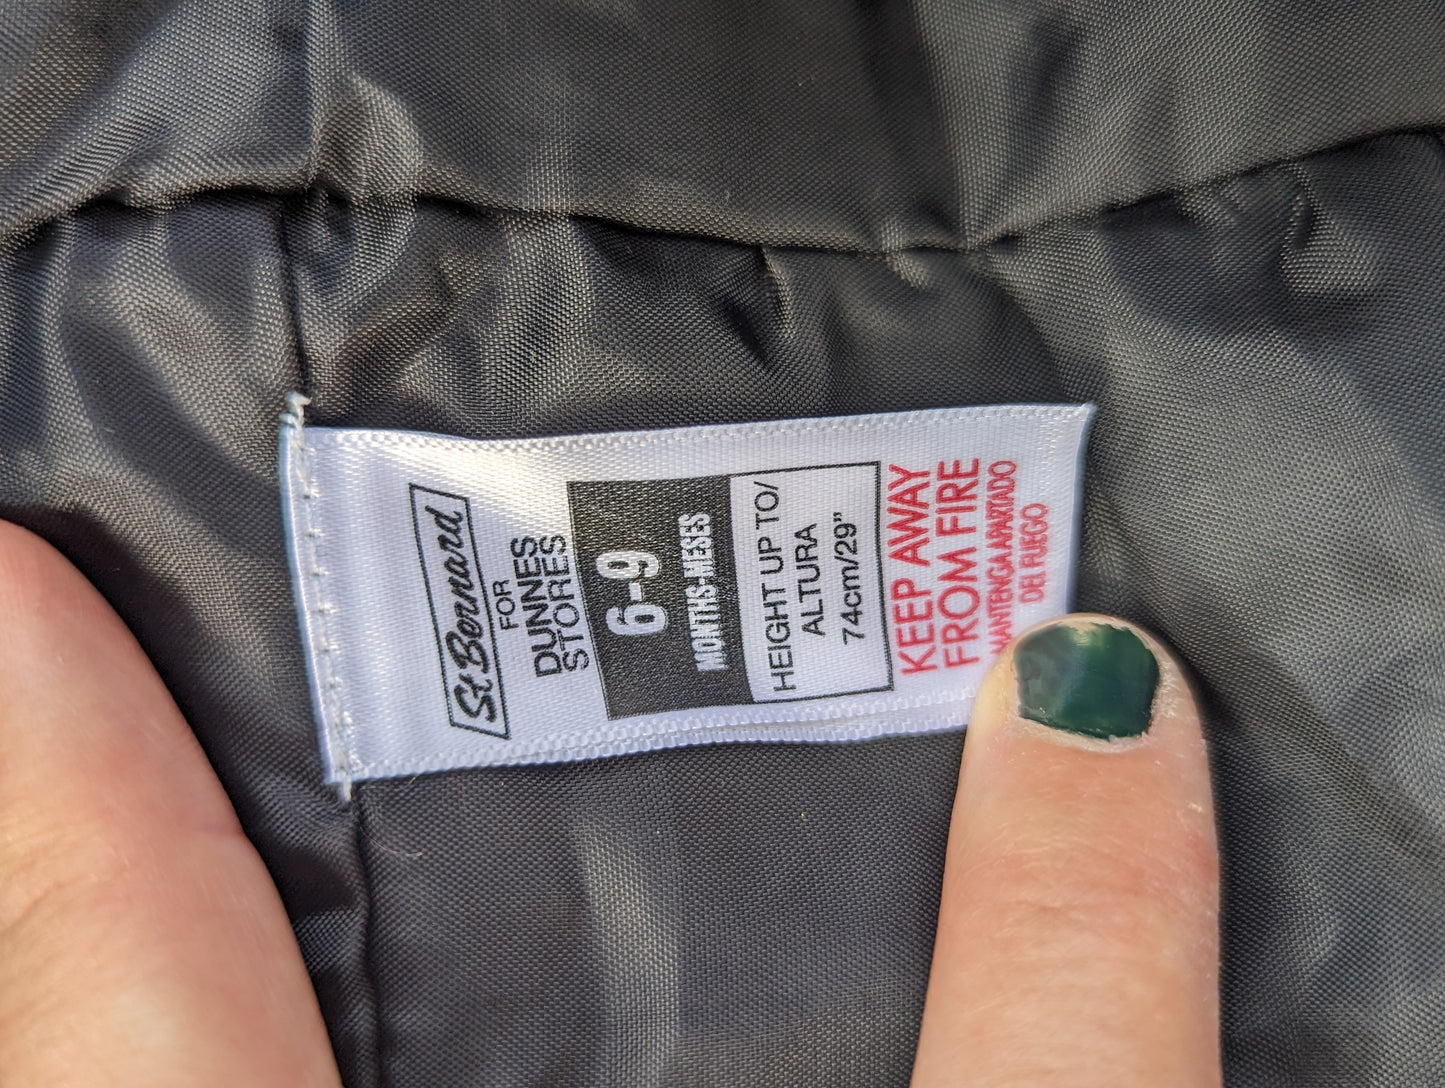 St.Bernard
FOR
DUNNES
STORES
6-9
MONTHS-MESES
HEIGHT UP TO/
ALTURA
74cm/29"
KEEP AWAY
FROM FIRE
MANTENGA APARTADO
DEL FUEGO